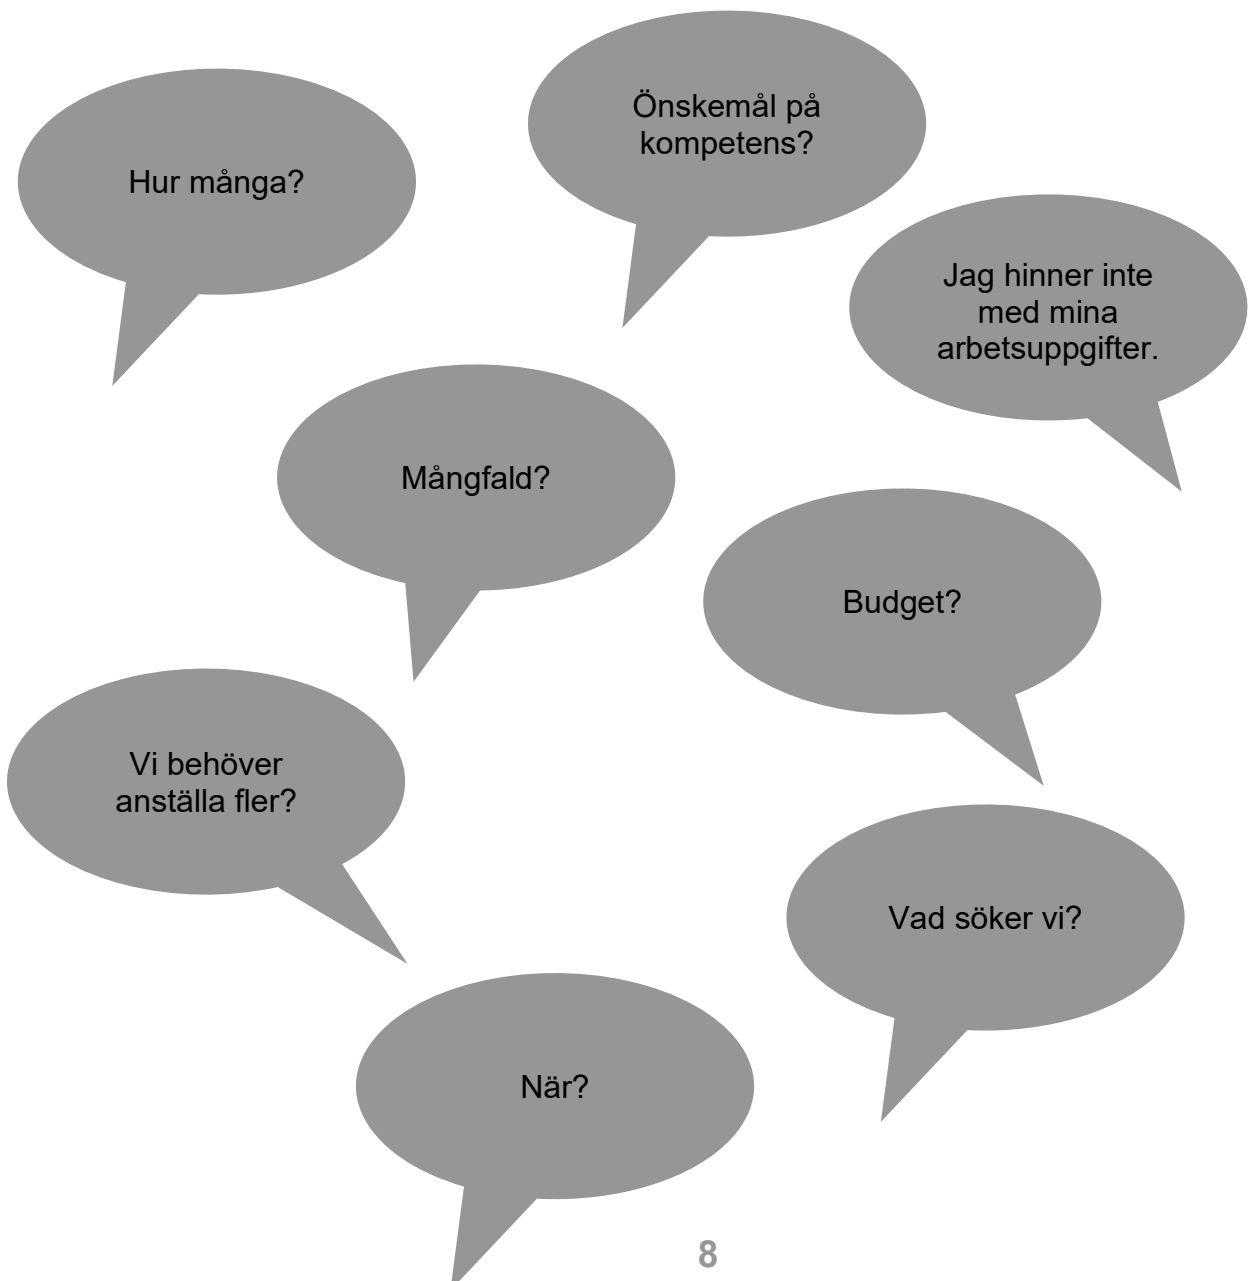 Önskemål på
kompetens?
Hur många?
Jag hinner inte
med mina
arbetsuppgifter.
Mångfald?
Budget?
Vi behöver
anställa fler?
Vad söker vi?
När?
8